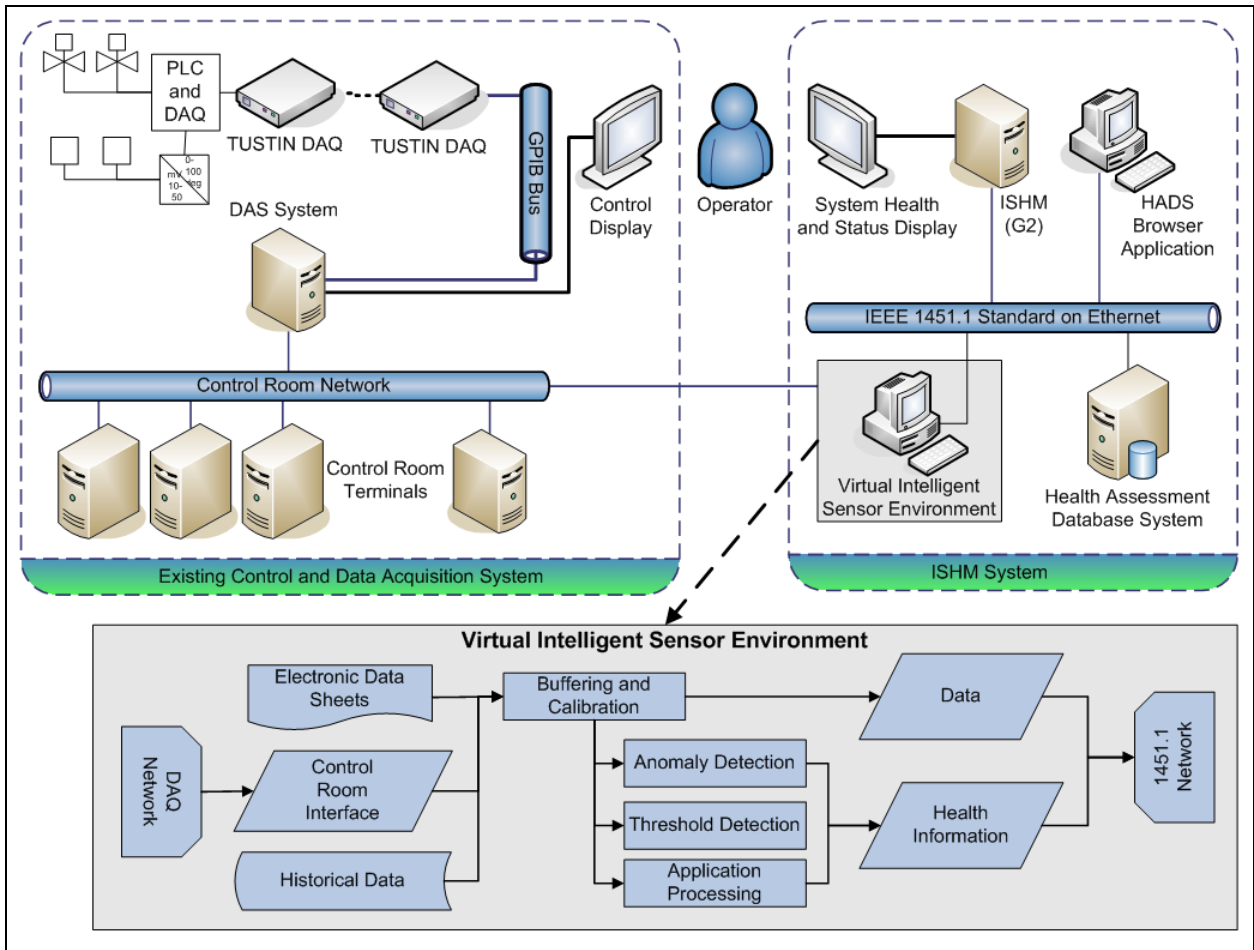 PLC
and
DAQ
TUSTIN DAQ
TUSTIN DAQ
GPIB Bus
0-
100
deg
mV
10-
50
DAS System
Control
Display
Operator
System Health
and Status Display
ISHM
(G2)
HADS
Browser
Application
IEEE 1451.1 Standard on Ethernet
Control Room Network
Control Room
Terminals
Virtual Intelligent
Sensor Environment
Health Assessment
Database System
Existing Control and Data Acquisition System
ISHM System
Virtual Intelligent Sensor Environment
Electronic Data
Sheets
Buffering and
Calibration
Data
DAQ
Network
Control
Room
Interface
Anomaly Detection
Threshold Detection
Health
Information
1451.1
Network
Historical Data
Application
Processing